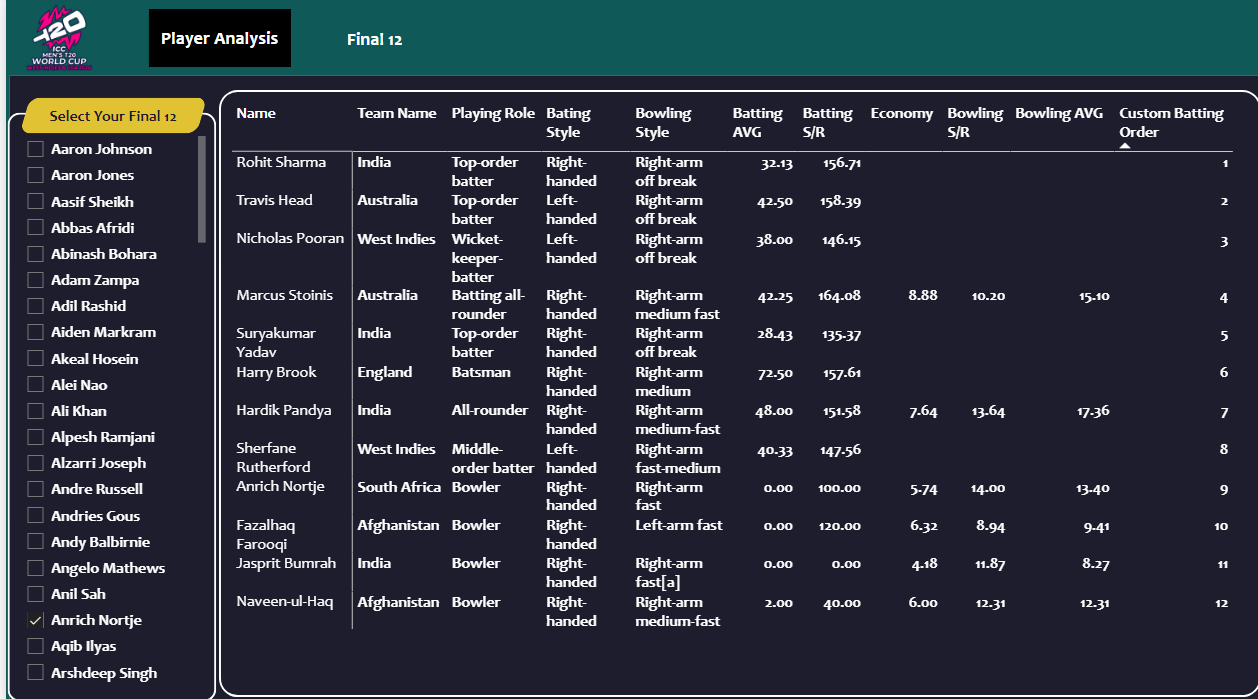 T20
ICC
MEN'S T20
WORLD CUP
Player Analysis
Final 12
Select Your Final 12
Aaron Johnson
Aaron Jones
Aasif Sheikh
Abbas Afridi
Abinash Bohara
Adam Zampa
Adil Rashid
Aiden Markram
Akeal Hosein
Alei Nao
Ali Khan
Alpesh Ramjani
Alzarri Joseph
Andre Russell
Andries Gous
Andy Balbirnie
Angelo Mathews
Anil Sah
Anrich Nortje
Aqib Ilyas
Arshdeep Singh
Name Team Name Playing Role Bating Bowling Batting Batting Economy Bowling Bowling AVG Custom Batting
Style Style AVG S/R S/R Order
Rohit Sharma India Top-order Right- Right-arm 32.13 156.71 1
batter handed off break
Travis Head Australia Top-order Left- Right-arm 42.50 158.39 2
batter handed off break
Nicholas Pooran West Indies Wicket- Left- Right-arm 38.00 146.15 3
keeper- handed off break
batter
Marcus Stoinis Australia Batting all- Right- Right-arm 42.25 164.08 8.88 10.20 15.10 4
rounder handed medium fast
Suryakumar India Top-order Right- Right-arm 28.43 135.37 5
Yadav batter handed off break
Harry Brook England Batsman Right- Right-arm 72.50 157.61 6
handed medium
Hardik Pandya India All-rounder Right- Right-arm 48.00 151.58 7.64 13.64 17.36 7
handed medium-fast
Sherfane West Indies Middle- Left- Right-arm 40.33 147.56 8
Rutherford order batter handed fast-medium
Anrich Nortje South Africa Bowler Right- Right-arm 0.00 100.00 5.74 14.00 13.40 9
handed fast
Fazalhaq Afghanistan Bowler Right- Left-arm fast 0.00 120.00 6.32 8.94 9.41 10
Farooqi handed
Jasprit Bumrah India Bowler Right- Right-arm 0.00 0.00 4.18 11.87 8.27 11
handed fast[a]
Naveen-ul-Haq Afghanistan Bowler Right- Right-arm 2.00 40.00 6.00 12.31 12.31 12
handed medium-fast